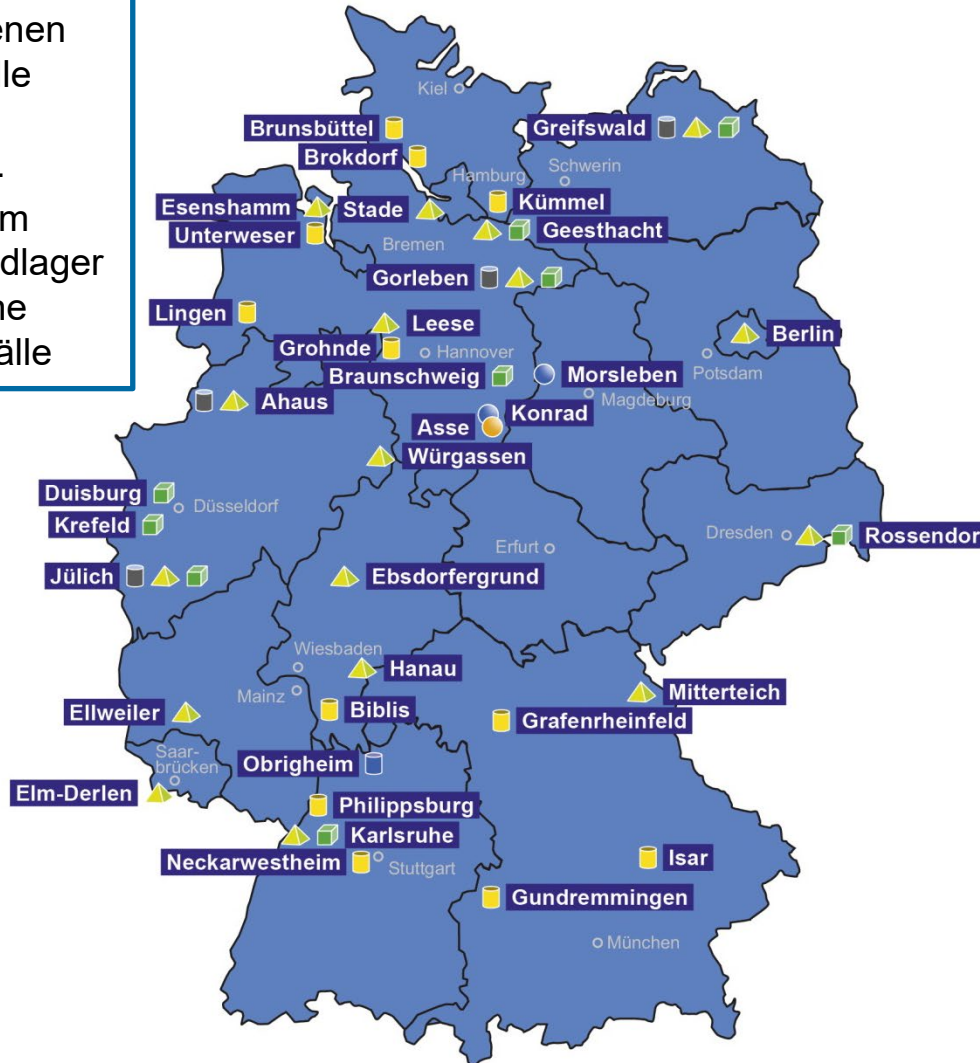 enen
dlager
älle
Kiel
Brunsbüttel
Greifswald
Brokdorf
Schwerin
Hamburg
Esenshamm
Stade
Kümmel
Unterweser
Geesthacht
Bremen
Gorleben
Lingen
Leese
Berlin
Grohnde
Hannover
Braunschweig
Morsleben
Potsdam
Ahaus
Magdeburg
Konrad
Asse
Würgassen
Duisburg
Düsseldorf
Krefeld
Dresden
Rossendor
Erfurt
Jülich
Ebsdorfergrund
Wiesbaden
Hanau
Mainz
Mitterteich
Ellweiler
Biblis
Grafenrheinfeld
Saar-
brücken
Obrigheim
Elm-Derlen
Philippsburg
Karlsruhe
Neckarwestheim
Stuttgart
Isar
Gundremmingen
München